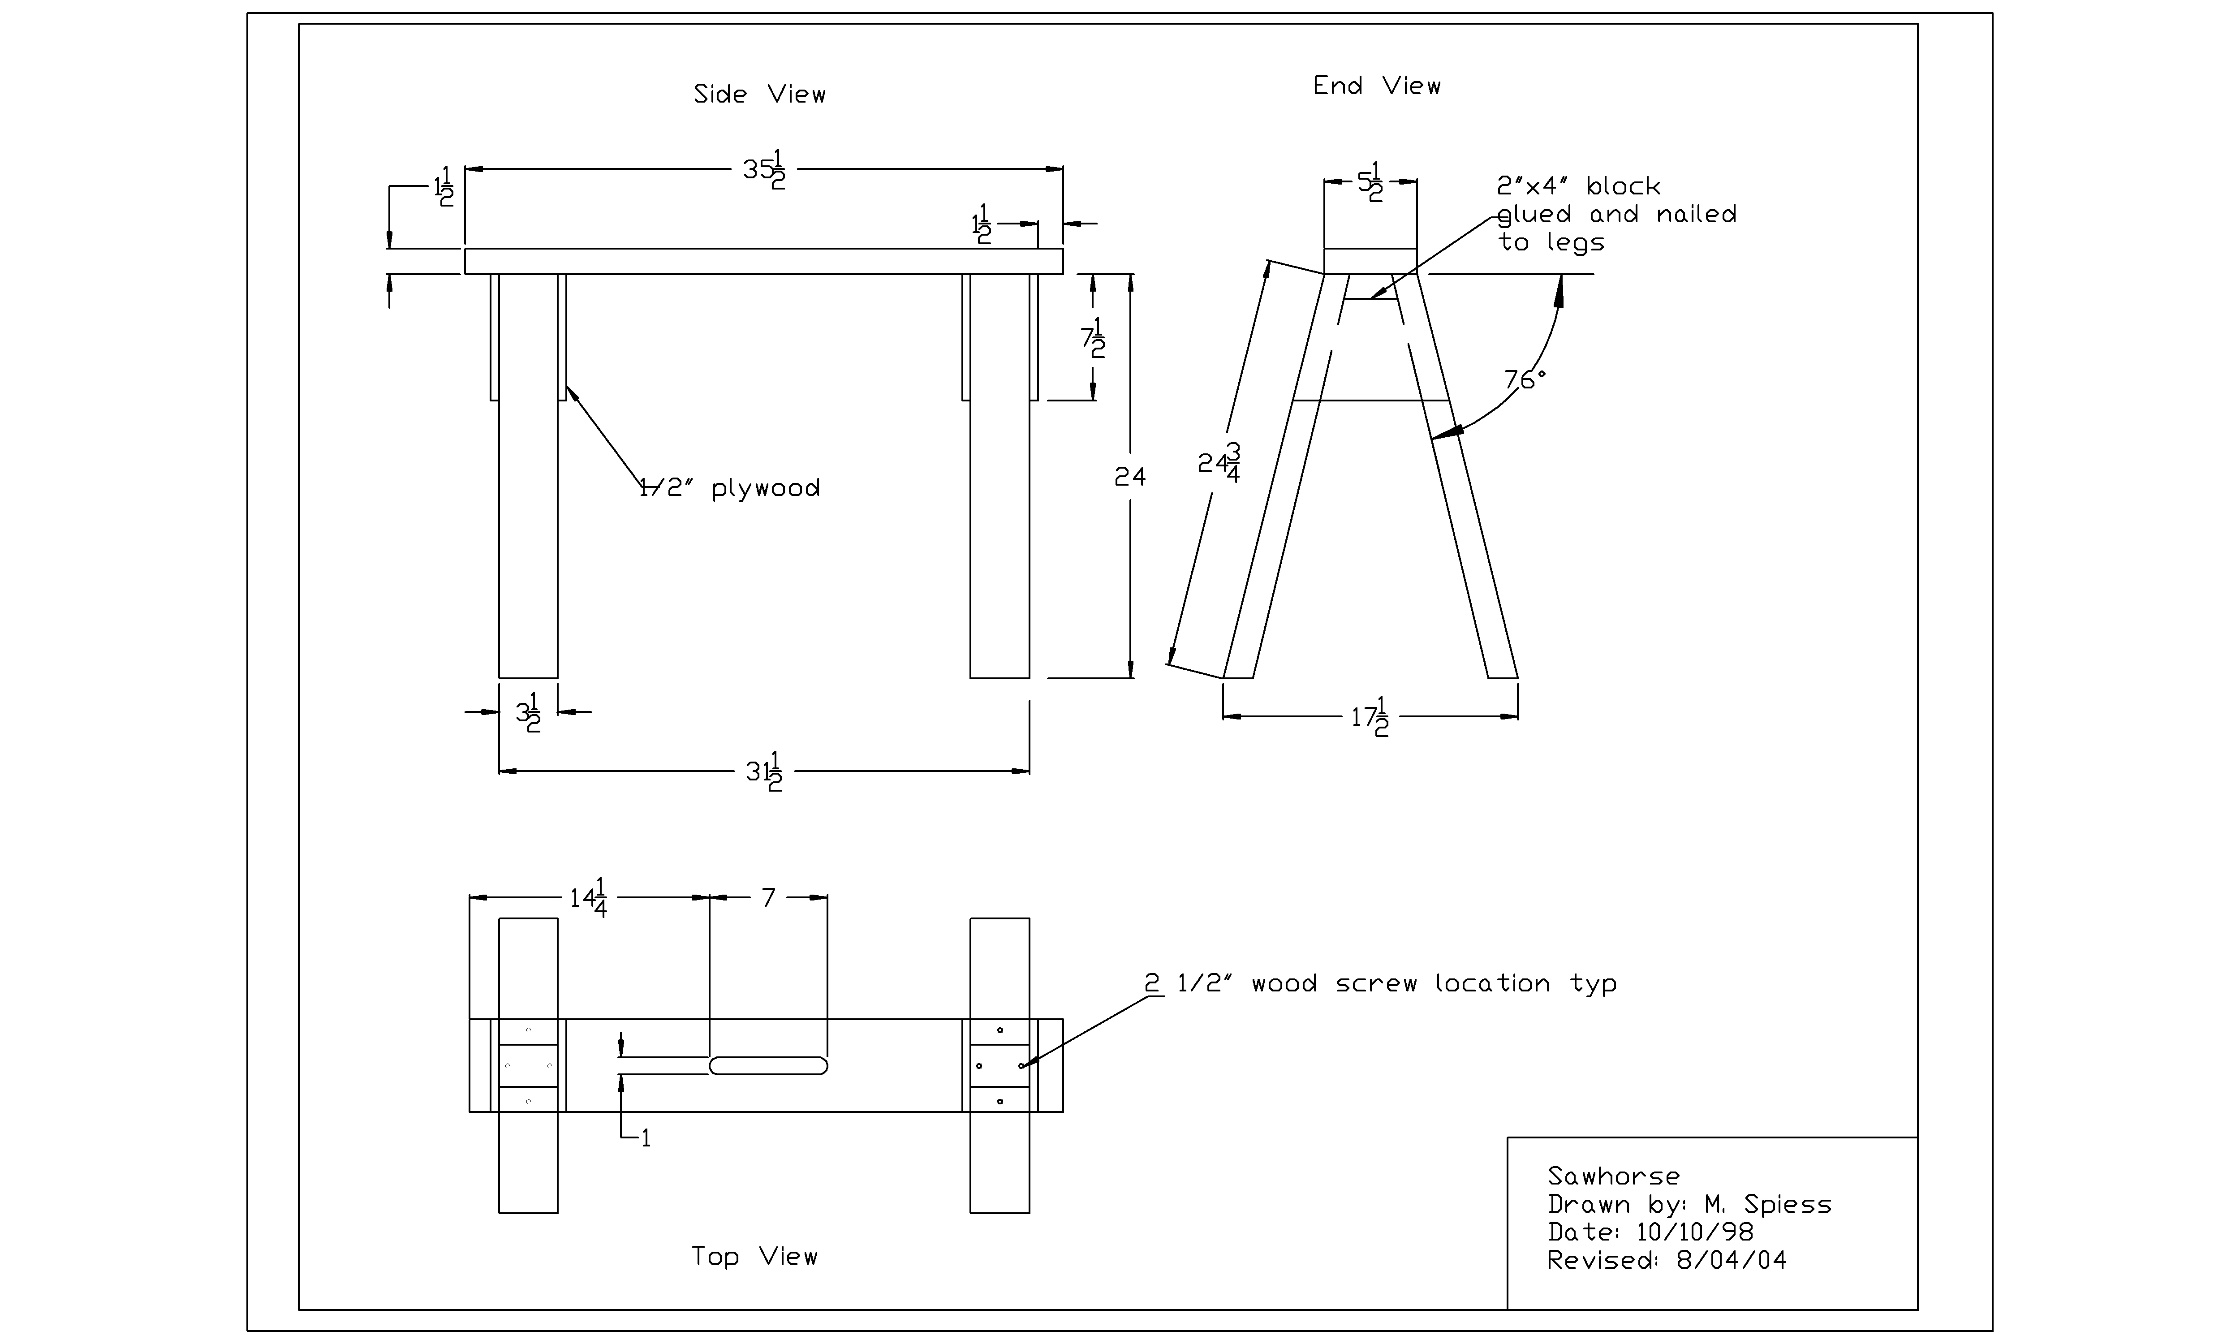 Side View
End View
35 1/2
1 1/2
5 1/2
2"x4" block
glued and nailed
to legs
1 1/2
7 1/2
76°
24 3/4
24
1/2" plywood
3 1/2
17 1/2
31 1/2
14 1/4
7
2 1/2" wood screw location typ
1
Top View
Sawhorse
Drawn by: M. Spiess
Date: 10/10/98
Revised: 8/04/04